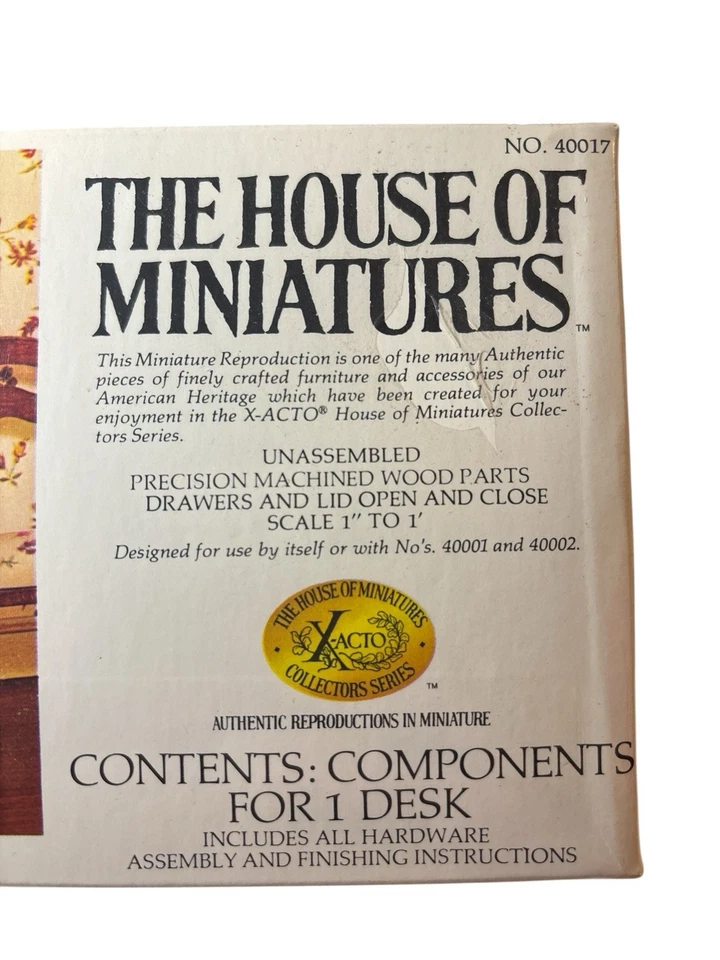 NO. 40017
THE HOUSE OF
MINIATURES™
This Miniature Reproduction is one of the many Authentic
pieces of finely crafted furniture and accessories of our
American Heritage which have been created for your
enjoyment in the X-ACTO® House of Miniatures Collec-
tors Series.
UNASSEMBLED
PRECISION MACHINED WOOD PARTS
DRAWERS AND LID OPEN AND CLOSE
SCALE 1" TO 1'
Designed for use by itself or with No's. 40001 and 40002.
THE HOUSE OF MINIATURES
X-ACTO
COLLECTORS SERIES
™
AUTHENTIC REPRODUCTIONS IN MINIATURE
CONTENTS: COMPONENTS
FOR 1 DESK
INCLUDES ALL HARDWARE
ASSEMBLY AND FINISHING INSTRUCTIONS